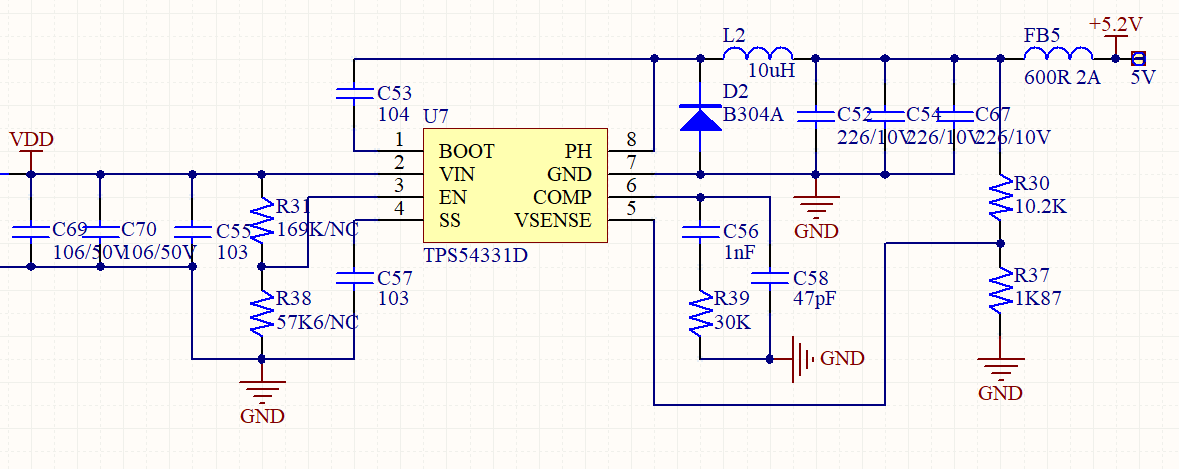 +5.2V
L2
FB5
10uH
600R 2A
5V
C53
104
D2
B304A
U7
C52
C54
C67
226/10V
226/10V
226/10V
VDD
1
BOOT
PH
8
2
VIN
GND
7
3
EN
COMP
6
4
SS
VSENSE
5
TPS54331D
R30
10.2K
GND
C69
106/50V
C70
106/50V
C55
103
R31
169K/NC
C56
1nF
C57
103
C58
47pF
R37
1K87
R38
57K6/NC
R39
30K
GND
GND
GND